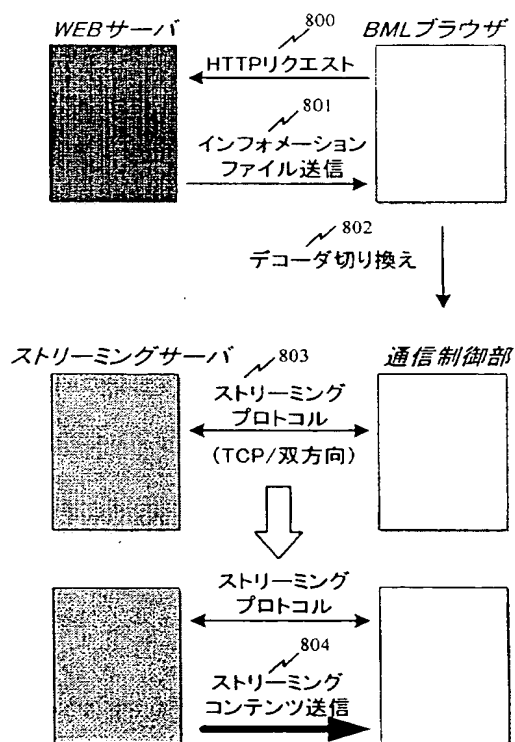 WEBサーバ
800
BMLブラウザ
HTTPリクエスト
801
インフォメーション
ファイル送信
802
デコーダ切り換え
ストリーミングサーバ
803
通信制御部
ストリーミング
プロトコル
(TCP/双方向)
ストリーミング
プロトコル
804
ストリーミング
コンテンツ送信